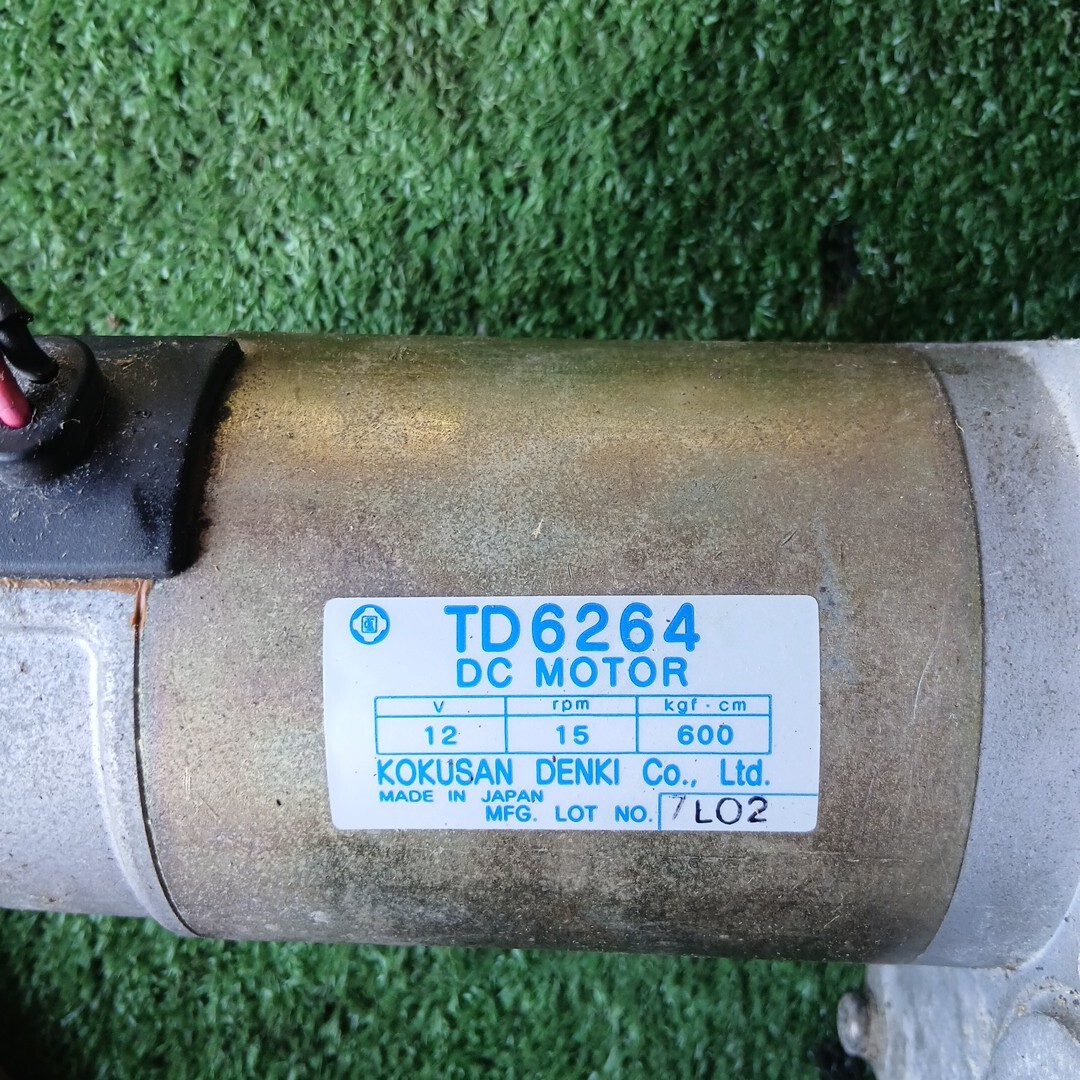 TD6264
DC MOTOR
V rpm kgf·cm
12 15 600
KOKUSAN DENKI Co., Ltd.
MADE IN JAPAN
MFG. LOT NO. 7L02